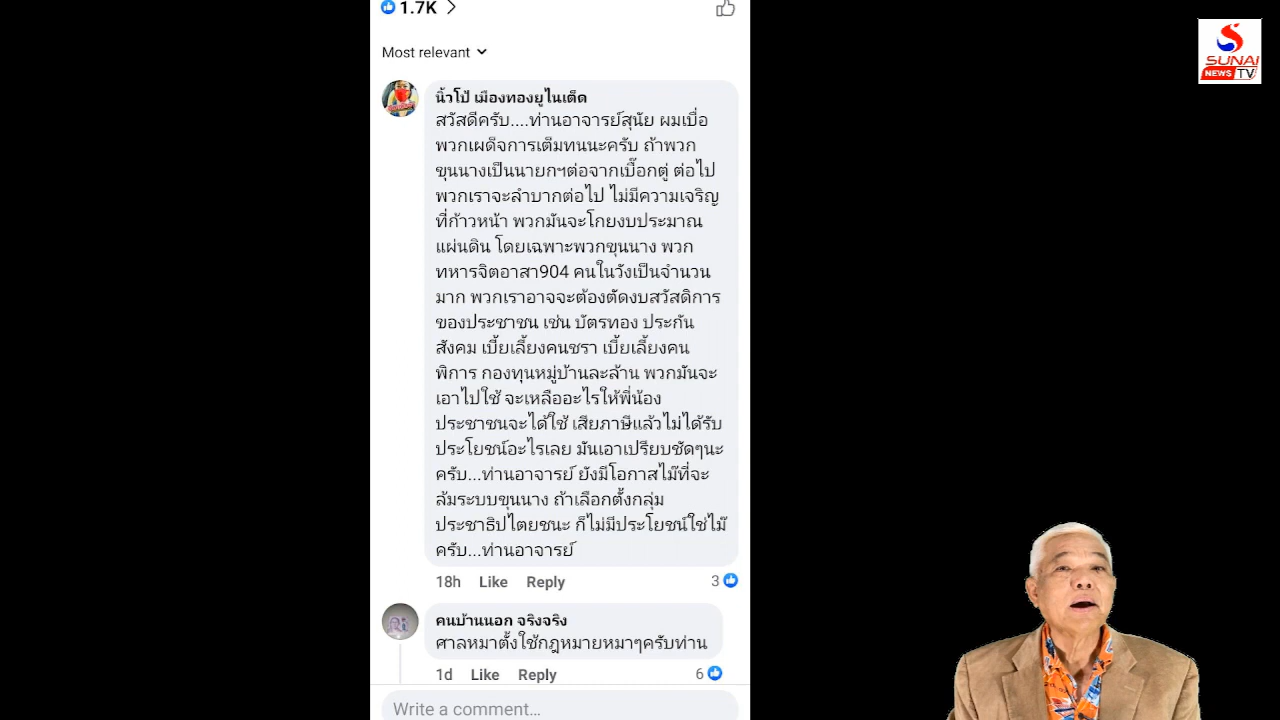 1.7K
SUNAI
NEWS TV
Most relevant
นิ้วโป้ เมืองทองยูไนเต็ด
สวัสดีครับ....ท่านอาจารย์สุนัย ผมเบื่อ
พวกเผด็จการเต็มทนนะครับ ถ้าพวก
ขุนนางเป็นนายกฯต่อจากเบื๊อกตู่ ต่อไป
พวกเราจะลำบากต่อไป ไม่มีความเจริญ
ที่ก้าวหน้า พวกมันจะโกยงบประมาณ
แผ่นดิน โดยเฉพาะพวกขุนนาง พวก
ทหารจิตอาสา904 คนในวังเป็นจำนวน
มาก พวกเราอาจจะต้องตัดงบสวัสดิการ
ของประชาชน เช่น บัตรทอง ประกัน
สังคม เบี้ยเลี้ยงคนชรา เบี้ยเลี้ยงคน
พิการ กองทุนหมู่บ้านละล้าน พวกมันจะ
เอาไปใช้ จะเหลืออะไรให้พี่น้อง
ประชาชนจะได้ใช้ เสียภาษีแล้วไม่ได้รับ
ประโยชน์อะไรเลย มันเอาเปรียบชัดๆนะ
ครับ...ท่านอาจารย์ ยังมีโอกาสไม๊ที่จะ
ล้มระบบขุนนาง ถ้าเลือกตั้งกลุ่ม
ประชาธิปไตยชนะ ก็ไม่มีประโยชน์ใช่ไม๊
ครับ...ท่านอาจารย์
18h Like Reply 3
คนบ้านนอก จริงจริง
ศาลหมาตั้งใช้กฎหมายหมาๆครับท่าน
1d Like Reply 6
Write a comment...